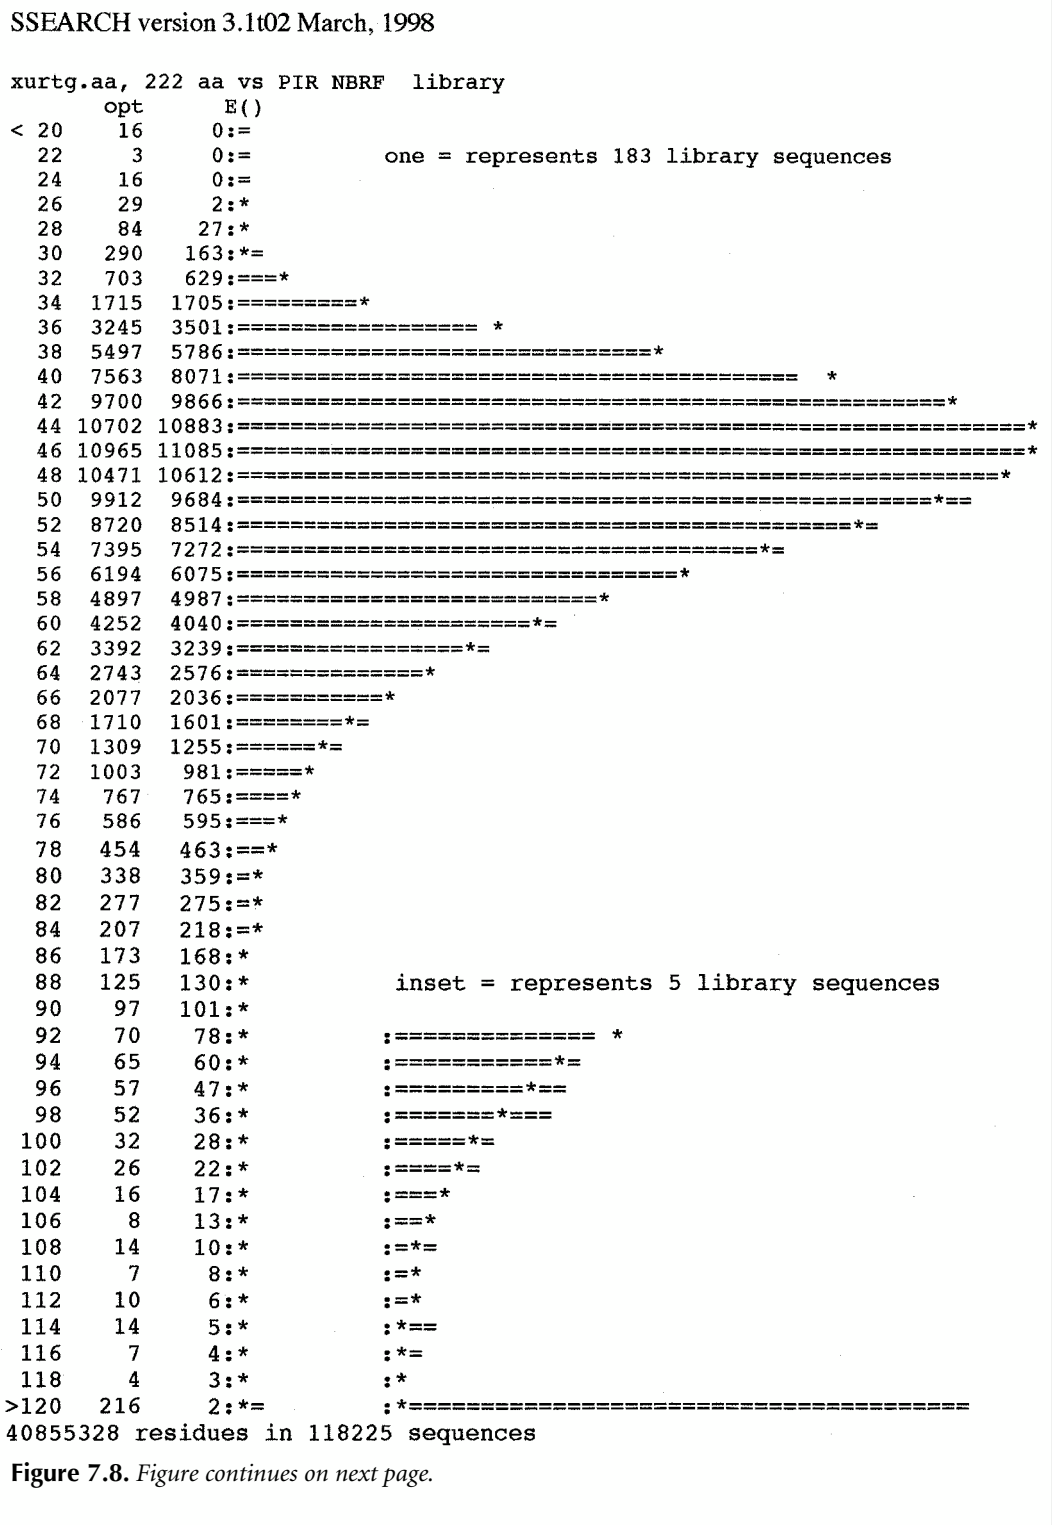 SSEARCH version 3.1t02 March, 1998
xurtg.aa, 222 aa vs PIR NBRF library
opt E()
< 20 16 0:=
22 3 0:= one = represents 183 library sequences
24 16 0:=
26 29 2:*
28 84 27:*
30 290 163:*=
32 703 629:===*
34 1715 1705:=========*
36 3245 3501:================== *
38 5497 5786:===============================*
40 7563 8071:==========================================  *
42 9700 9866:=====================================================*
44 10702 10883:===========================================================*
46 10965 11085:===========================================================*
48 10471 10612:=========================================================*
50 9912 9684:====================================================*==
52 8720 8514:==============================================*=
54 7395 7272:=======================================*=
56 6194 6075:=================================*
58 4897 4987:===========================*
60 4252 4040:======================*=
62 3392 3239:=================*=
64 2743 2576:==============*
66 2077 2036:===========*
68 1710 1601:========*=
70 1309 1255:======*=
72 1003 981:=====*
74 767 765:====*
76 586 595:===*
78 454 463:==*
80 338 359:=*
82 277 275:=*
84 207 218:=*
86 173 168:*
88 125 130:* inset = represents 5 library sequences
90 97 101:*
92 70 78:* :============== *
94 65 60:* :===========*=
96 57 47:* :=========*==
98 52 36:* :=======*===
100 32 28:* :=====*=
102 26 22:* :====*=
104 16 17:* :===*
106 8 13:* :==*
108 14 10:* :=*=
110 7 8:* :=*
112 10 6:* :=*
114 14 5:* :*==
116 7 4:* :*=
118 4 3:* :*
>120 216 2:*= :*=======================================
40855328 residues in 118225 sequences
Figure 7.8. Figure continues on next page.